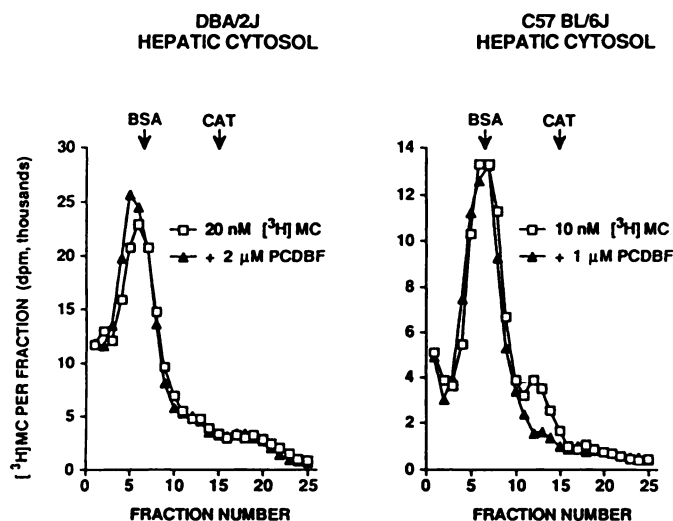 DBA/2J
HEPATIC CYTOSOL
C57 BL/6J
HEPATIC CYTOSOL
BSA CAT
BSA CAT
[³H]MC PER FRACTION (dpm, thousands)
30
25
20
15
10
5
0
20 nM [³H] MC
+ 2 µM PCDBF
0 5 10 15 20 25
FRACTION NUMBER
14
12
10
8
6
4
2
0
10 nM [³H] MC
+ 1 µM PCDBF
0 5 10 15 20 25
FRACTION NUMBER